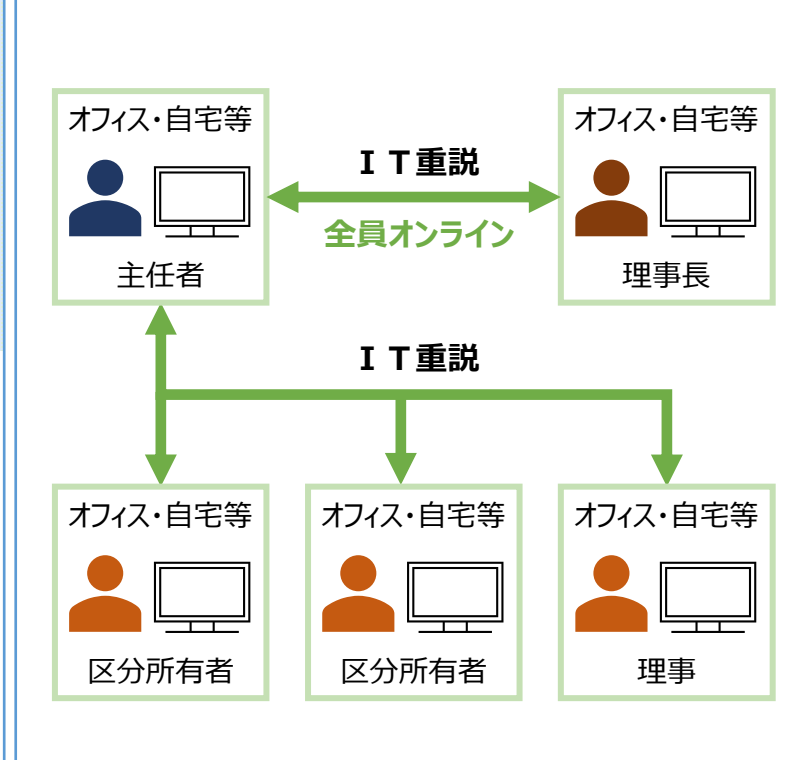 オフィス・自宅等
主任者
ＩＴ重説
全員オンライン
オフィス・自宅等
理事長
ＩＴ重説
オフィス・自宅等
区分所有者
オフィス・自宅等
区分所有者
オフィス・自宅等
理事